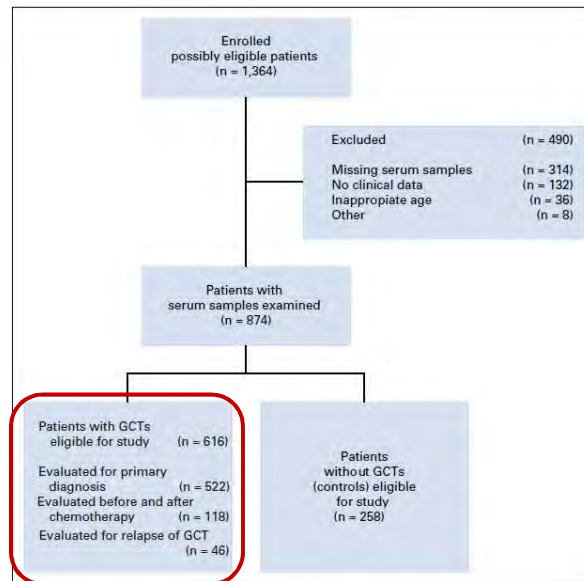 Enrolled
possibly eligible patients
(n = 1,364)
Excluded (n = 490)
Missing serum samples (n = 314)
No clinical data (n = 132)
Inappropiate age (n = 36)
Other (n = 8)
Patients with
serum samples examined
(n = 874)
Patients with GCTs
eligible for study (n = 616)
Evaluated for primary
diagnosis (n = 522)
Evaluated before and after
chemotherapy (n = 118)
Evaluated for relapse of GCT
(n = 46)
Patients
without GCTs
(controls) eligible
for study
(n = 258)